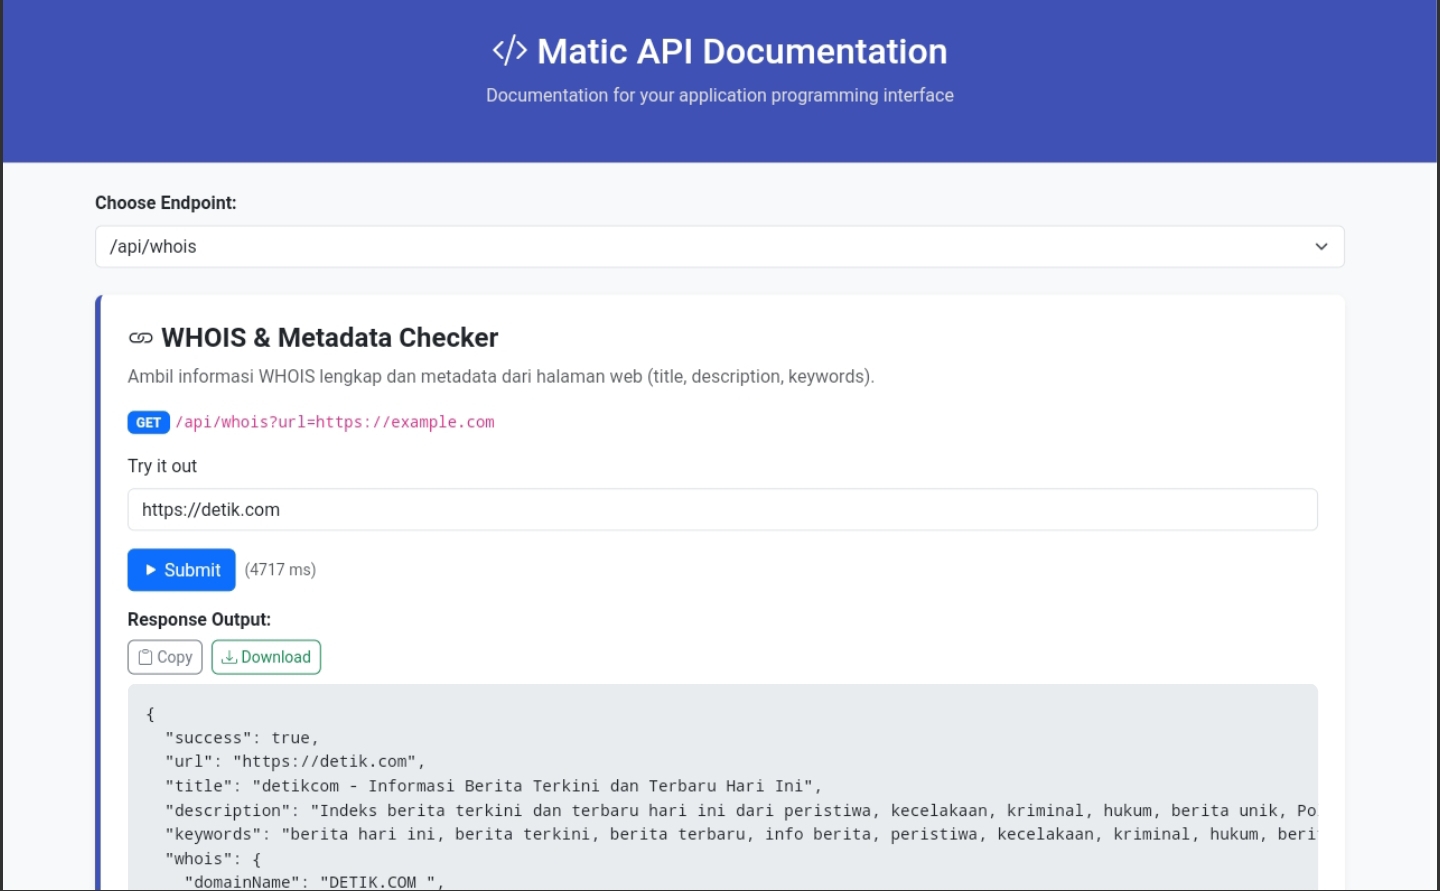 </> Matic API Documentation
Documentation for your application programming interface
Choose Endpoint:
/api/whois
WHOIS & Metadata Checker
Ambil informasi WHOIS lengkap dan metadata dari halaman web (title, description, keywords).
GET /api/whois?url=https://example.com
Try it out
https://detik.com
Submit (4717 ms)
Response Output:
Copy Download
{
"success": true,
"url": "https://detik.com",
"title": "detikcom - Informasi Berita Terkini dan Terbaru Hari Ini",
"description": "Indeks berita terkini dan terbaru hari ini dari peristiwa, kecelakaan, kriminal, hukum, berita unik, Po
"keywords": "berita hari ini, berita terkini, berita terbaru, info berita, peristiwa, kecelakaan, kriminal, hukum, beri
"whois": {
"domainName": "DETIK.COM ",